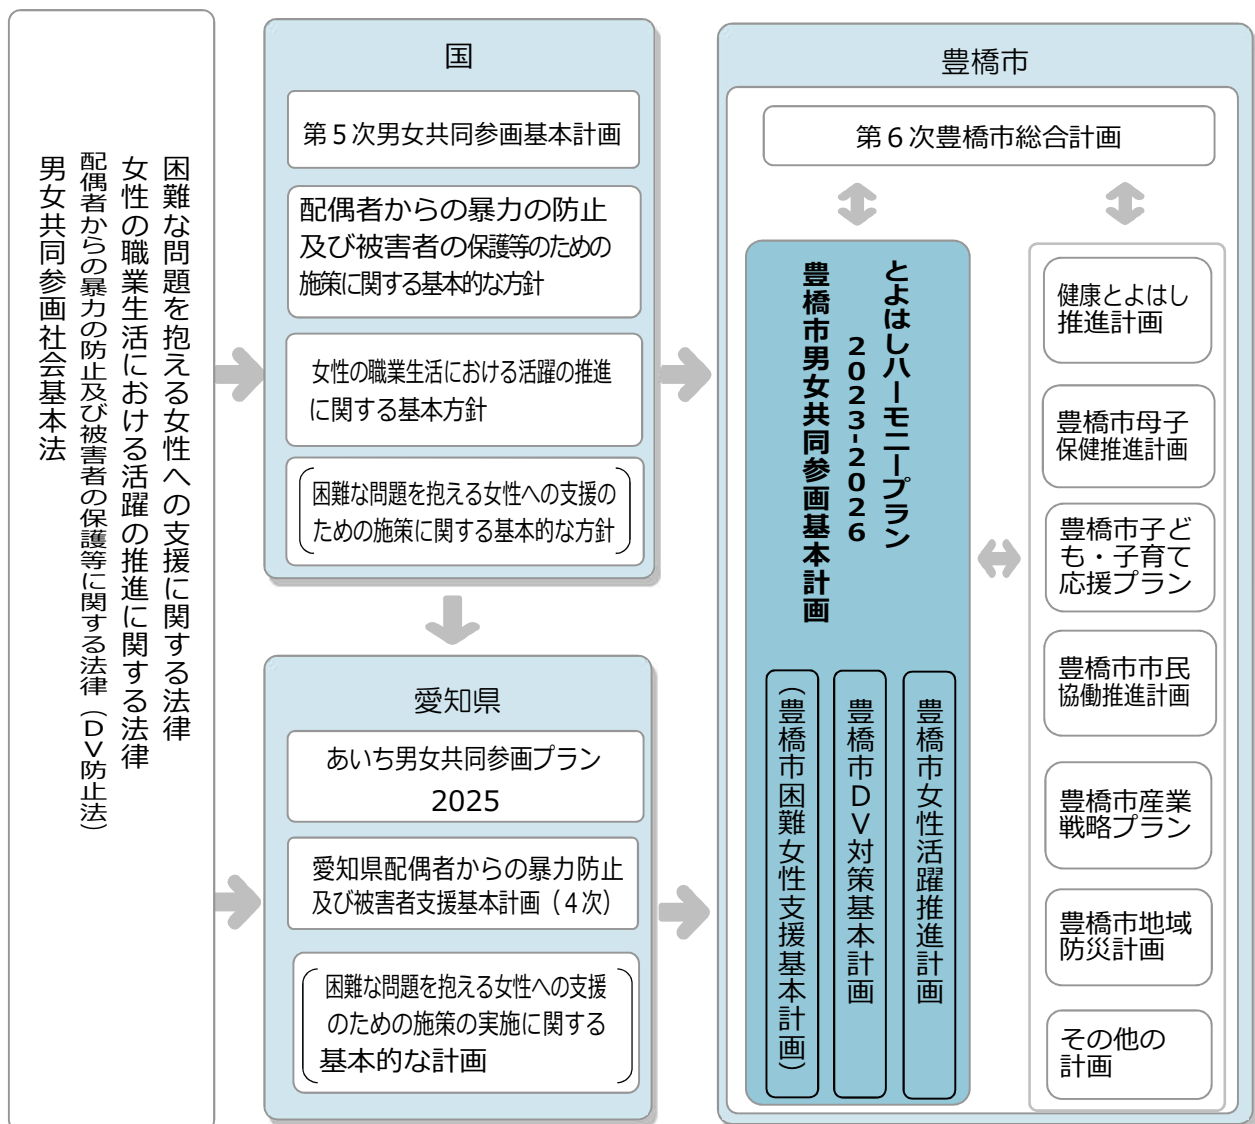 困難な問題を抱える女性への支援に関する法律
女性の職業生活における活躍の推進に関する法律
配偶者からの暴力の防止及び被害者の保護等に関する法律（ＤＶ防止法）
男女共同参画社会基本法
国
第５次男女共同参画基本計画
配偶者からの暴力の防止
及び被害者の保護等のための
施策に関する基本的な方針
女性の職業生活における活躍の推進
に関する基本方針
困難な問題を抱える女性への支援の
ための施策に関する基本的な方針
愛知県
あいち男女共同参画プラン
2025
愛知県配偶者からの暴力防止
及び被害者支援基本計画（４次）
困難な問題を抱える女性への支援
のための施策の実施に関する
基本的な計画
豊橋市
第６次豊橋市総合計画
とよはしハーモニープラン
2023-2026
豊橋市男女共同参画基本計画
豊橋市女性活躍推進計画
豊橋市ＤＶ対策基本計画
（豊橋市困難女性支援基本計画）
健康とよはし
推進計画
豊橋市母子
保健推進計画
豊橋市子ど
も・子育て
応援プラン
豊橋市市民
協働推進計画
豊橋市産業
戦略プラン
豊橋市地域
防災計画
その他の
計画